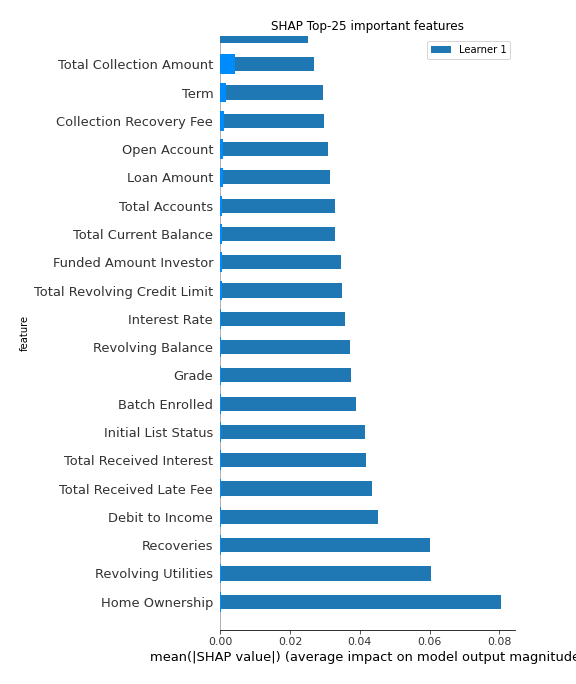 SHAP Top-25 important features
Learner 1
Total Collection Amount
Term
Collection Recovery Fee
Open Account
Loan Amount
Total Accounts
Total Current Balance
Funded Amount Investor
Total Revolving Credit Limit
Interest Rate
Revolving Balance
Grade
Batch Enrolled
Initial List Status
Total Received Interest
Total Received Late Fee
Debit to Income
Recoveries
Revolving Utilities
Home Ownership
feature
0.00 0.02 0.04 0.06 0.08
mean(|SHAP value|) (average impact on model output magnitude